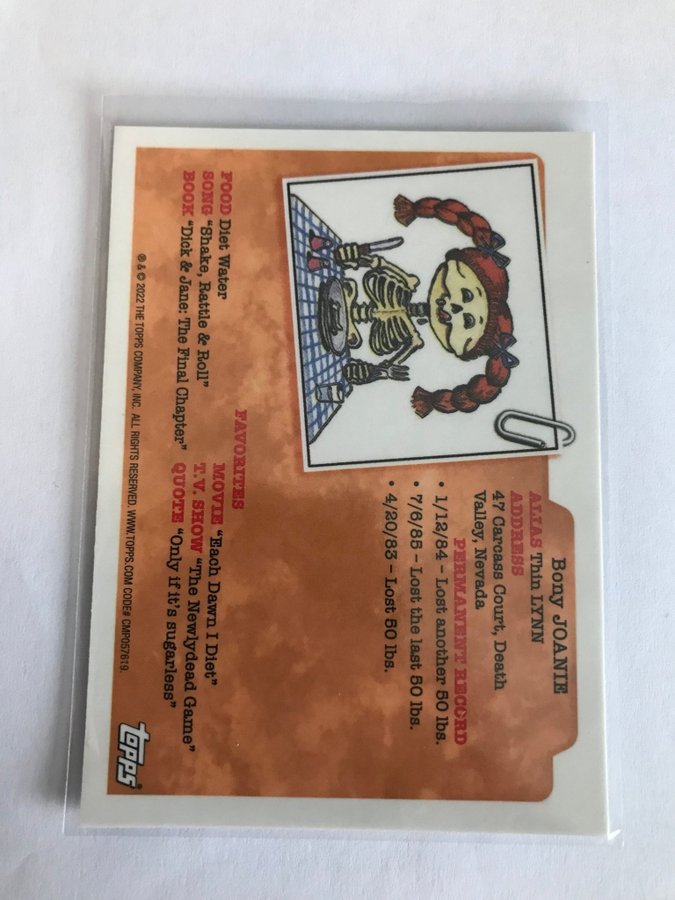 Bony JOANIE
ALIAS Thin LYNN
ADDRESS
47 Carcass Court, Death
Valley, Nevada
PERMANENT RECORD
• 1/12/84 – Lost another 50 lbs.
• 7/6/85 – Lost the last 50 lbs.
• 4/20/83 – Lost 50 lbs.
FAVORITES
FOOD Diet Water
SONG "Shake, Rattle & Roll"
BOOK "Dick & Jane: The Final Chapter"
MOVIE "Each Dawn I Diet"
T.V. SHOW "The Newlydead Game"
QUOTE "Only if it's sugarless"
® & © 2022 THE TOPPS COMPANY, INC. ALL RIGHTS RESERVED. WWW.TOPPS.COM CODE# CMP057619.
topps®